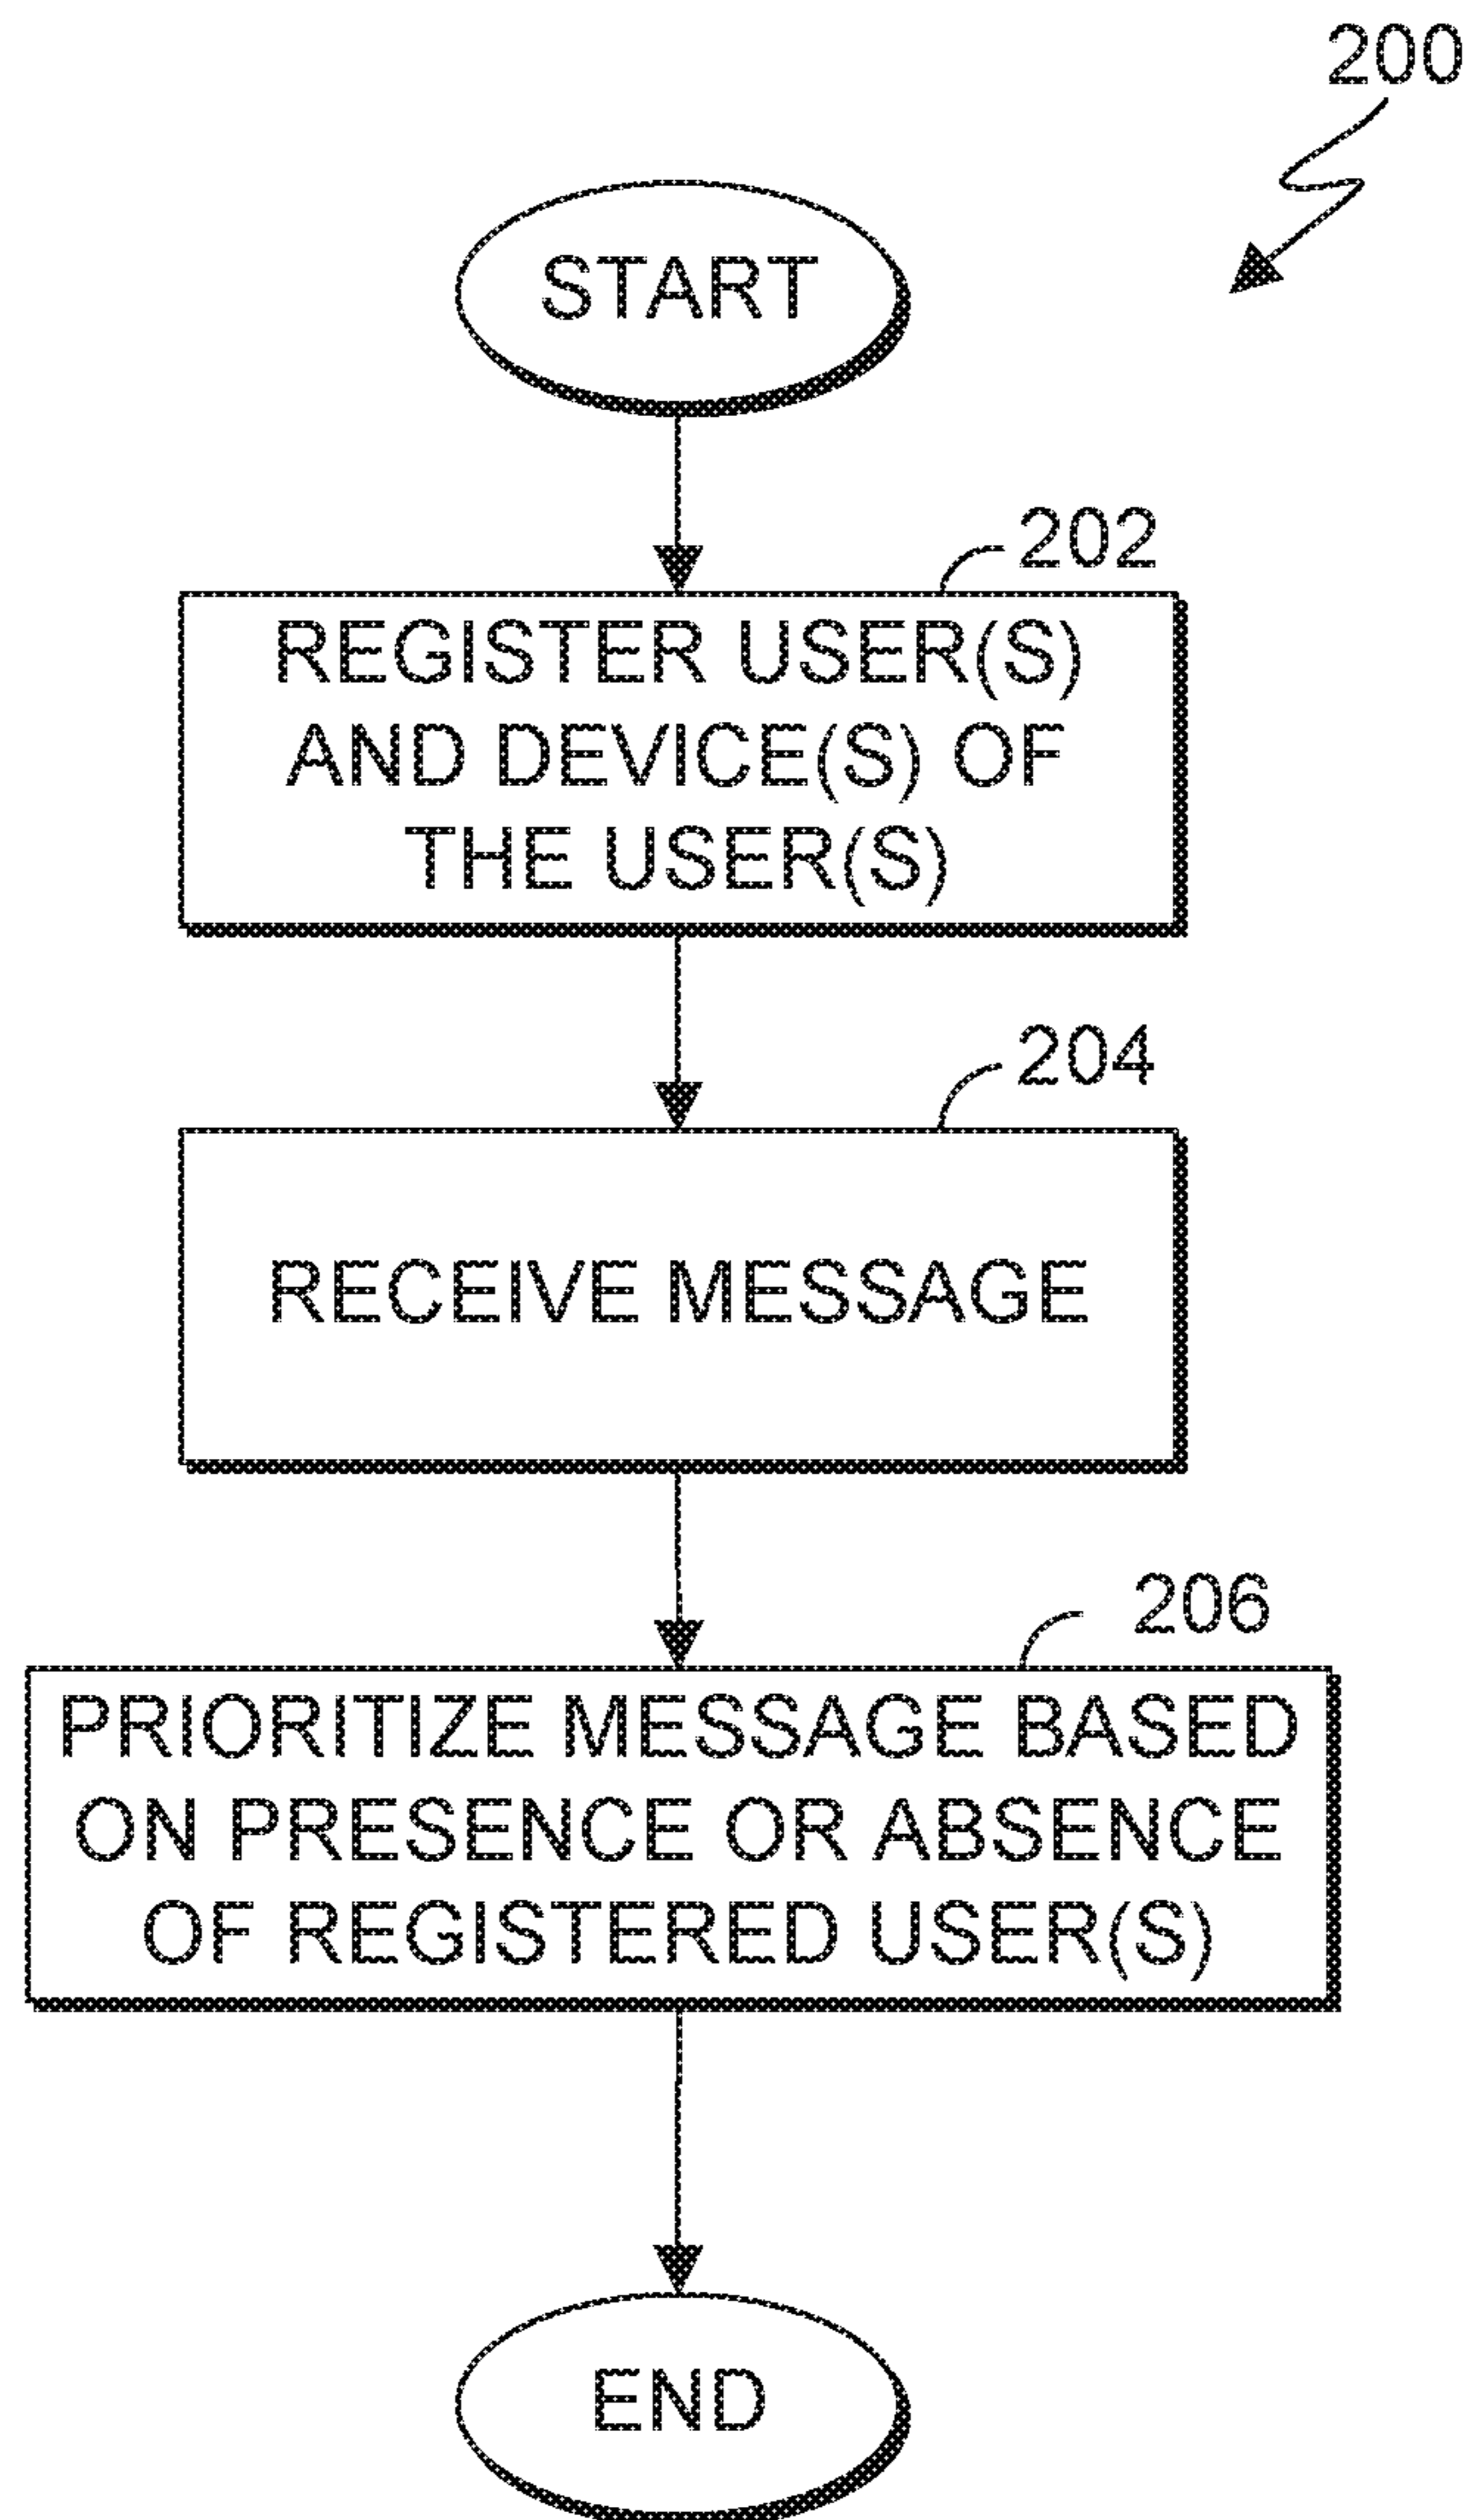 200
START
202
REGISTER USER(S)
AND DEVICE(S) OF
THE USER(S)
204
RECEIVE MESSAGE
206
PRIORITIZE MESSAGE BASED
ON PRESENCE OR ABSENCE
OF REGISTERED USER(S)
END